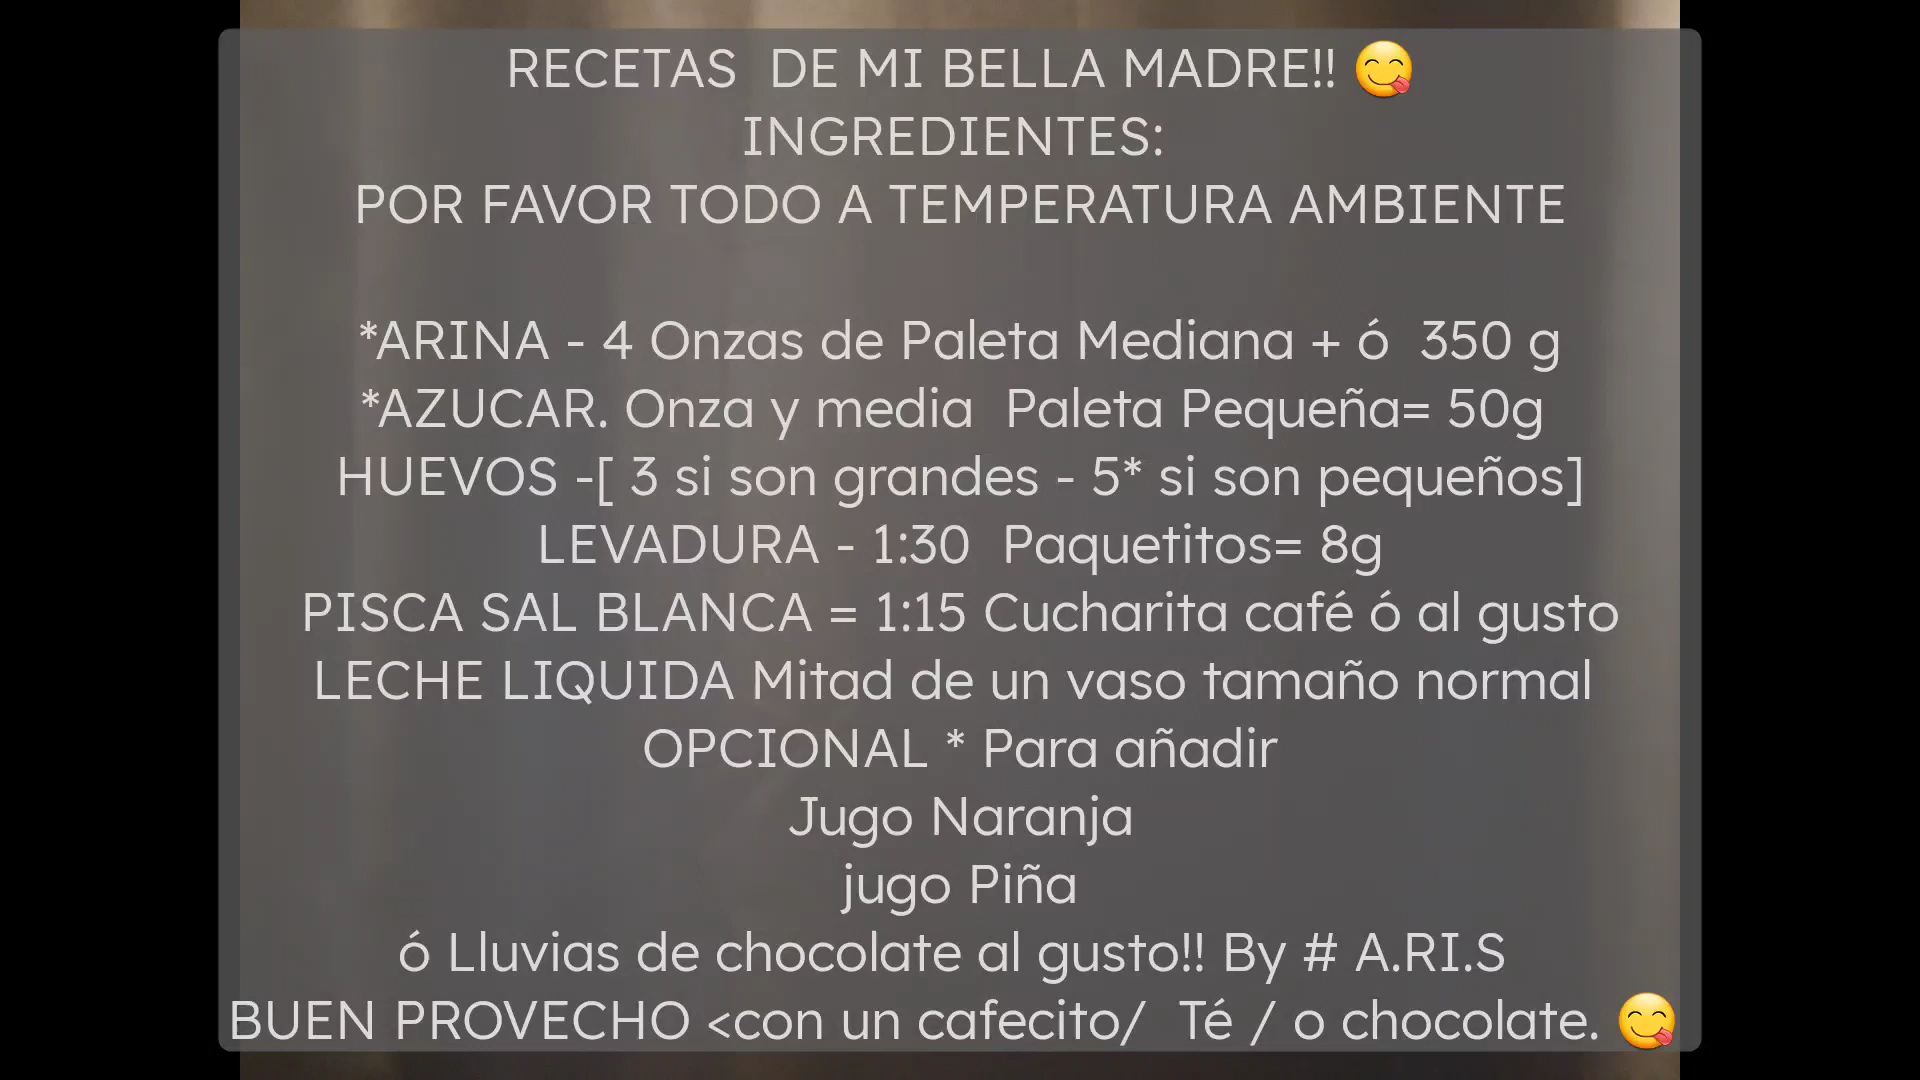 RECETAS  DE MI BELLA MADRE!! 😋
INGREDIENTES:
POR FAVOR TODO A TEMPERATURA AMBIENTE
*ARINA - 4 Onzas de Paleta Mediana + ó  350 g
*AZUCAR. Onza y media  Paleta Pequeña= 50g
HUEVOS -[ 3 si son grandes - 5* si son pequeños]
LEVADURA - 1:30  Paquetitos= 8g
PISCA SAL BLANCA = 1:15 Cucharita café ó al gusto
LECHE LIQUIDA Mitad de un vaso tamaño normal
OPCIONAL * Para añadir
Jugo Naranja
jugo Piña
ó Lluvias de chocolate al gusto!! By # A.RI.S
BUEN PROVECHO <con un cafecito/  Té / o chocolate. 😋